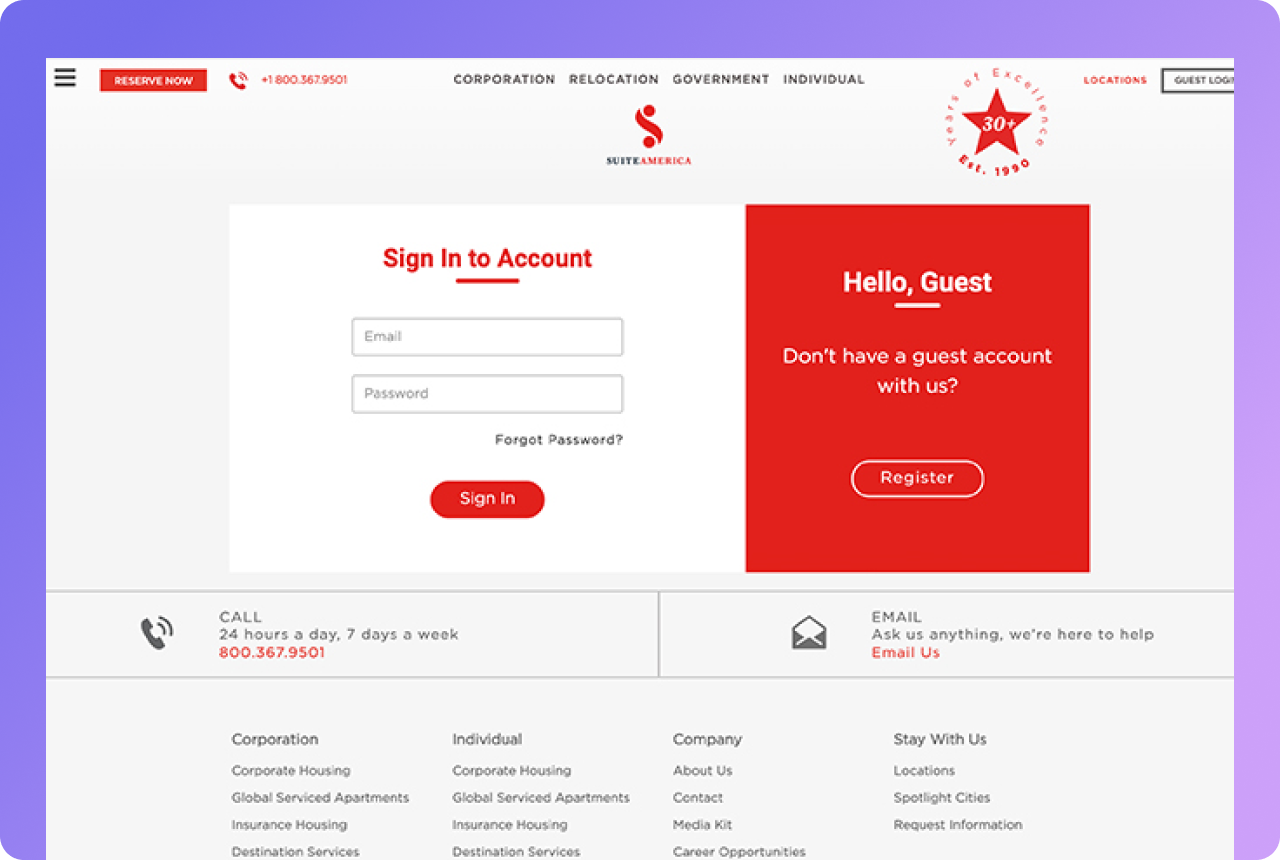 RESERVE NOW
+1 800.367.9501
CORPORATION RELOCATION GOVERNMENT INDIVIDUAL
Years of Excellence
30+
Est. 1990
LOCATIONS
GUEST LOGIN
SUITEAMERICA
Sign In to Account
Email
Password
Forgot Password?
Sign In
Hello, Guest
Don't have a guest account
with us?
Register
CALL
24 hours a day, 7 days a week
800.367.9501
EMAIL
Ask us anything, we're here to help
Email Us
Corporation
Corporate Housing
Global Serviced Apartments
Insurance Housing
Destination Services
Individual
Corporate Housing
Global Serviced Apartments
Insurance Housing
Destination Services
Company
About Us
Contact
Media Kit
Career Opportunities
Stay With Us
Locations
Spotlight Cities
Request Information